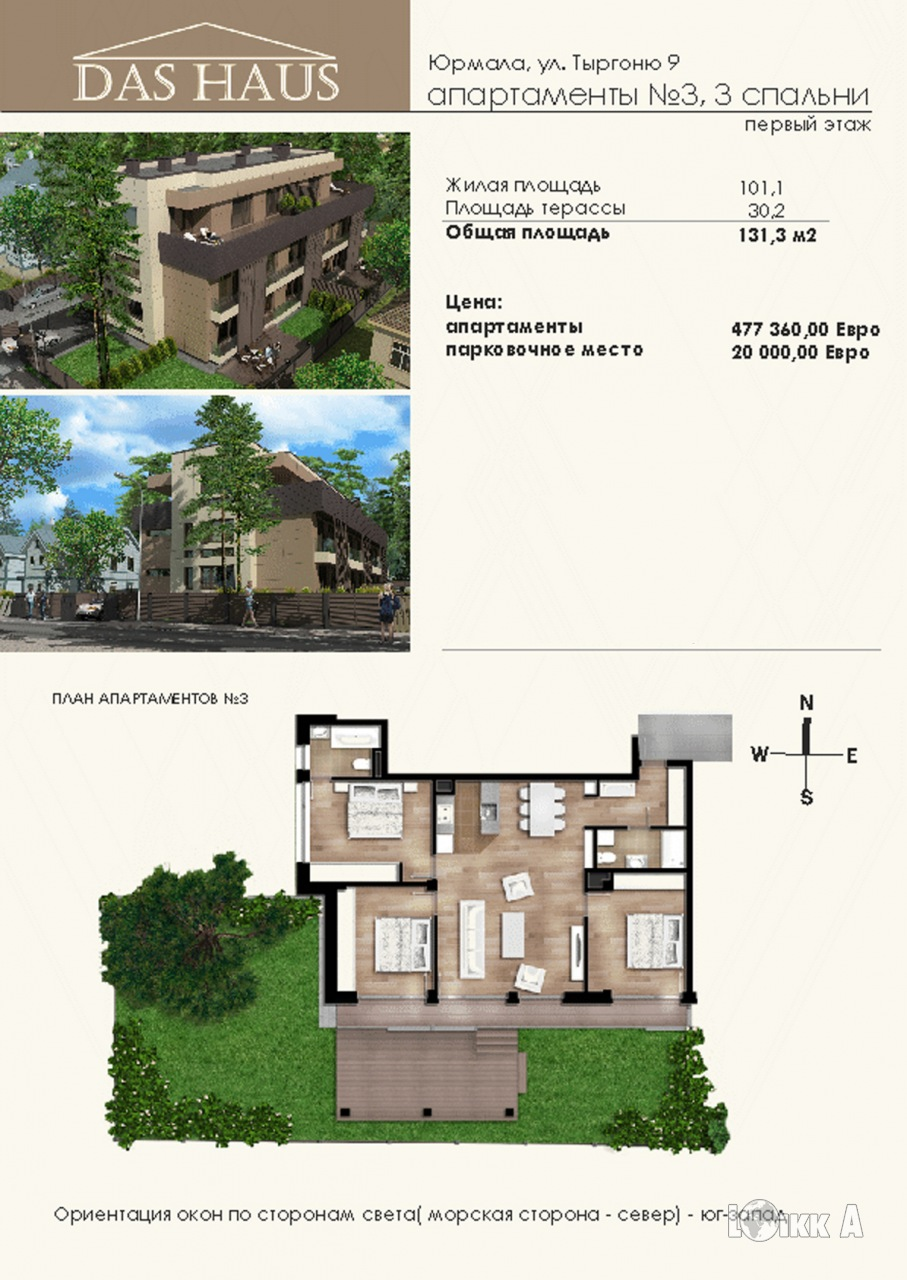 DAS HAUS
Юрмала, ул. Тыргоню 9
апартаменты №3, 3 спальни
первый этаж
Жилая площадь 101,1
Площадь терассы 30,2
Общая площадь 131,3 м2
Цена:
апартаменты 477 360,00 Евро
парковочное место 20 000,00 Евро
ПЛАН АПАРТАМЕНТОВ №3
N
W E
S
Ориентация окон по сторонам света( морская сторона - север) - юг-запад